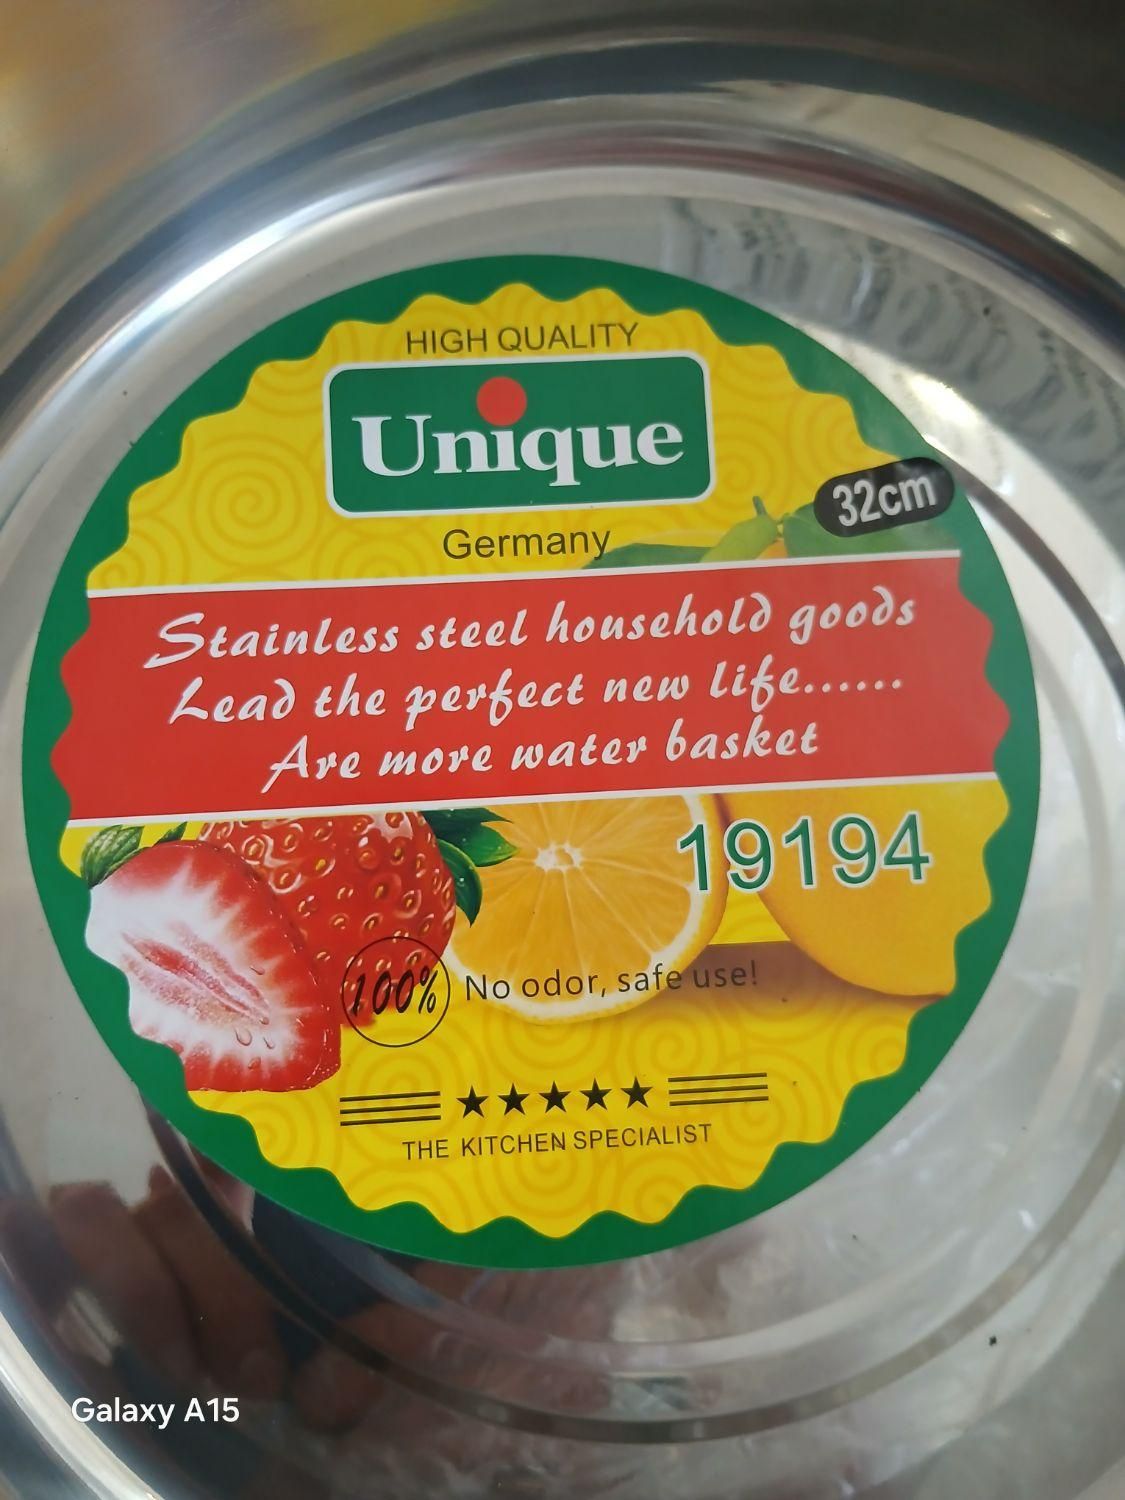 HIGH QUALITY
Unique
Germany
32cm
Stainless steel household goods
Lead the perfect new life......
Are more water basket
19194
100% No odor, safe use!
THE KITCHEN SPECIALIST
Galaxy A15